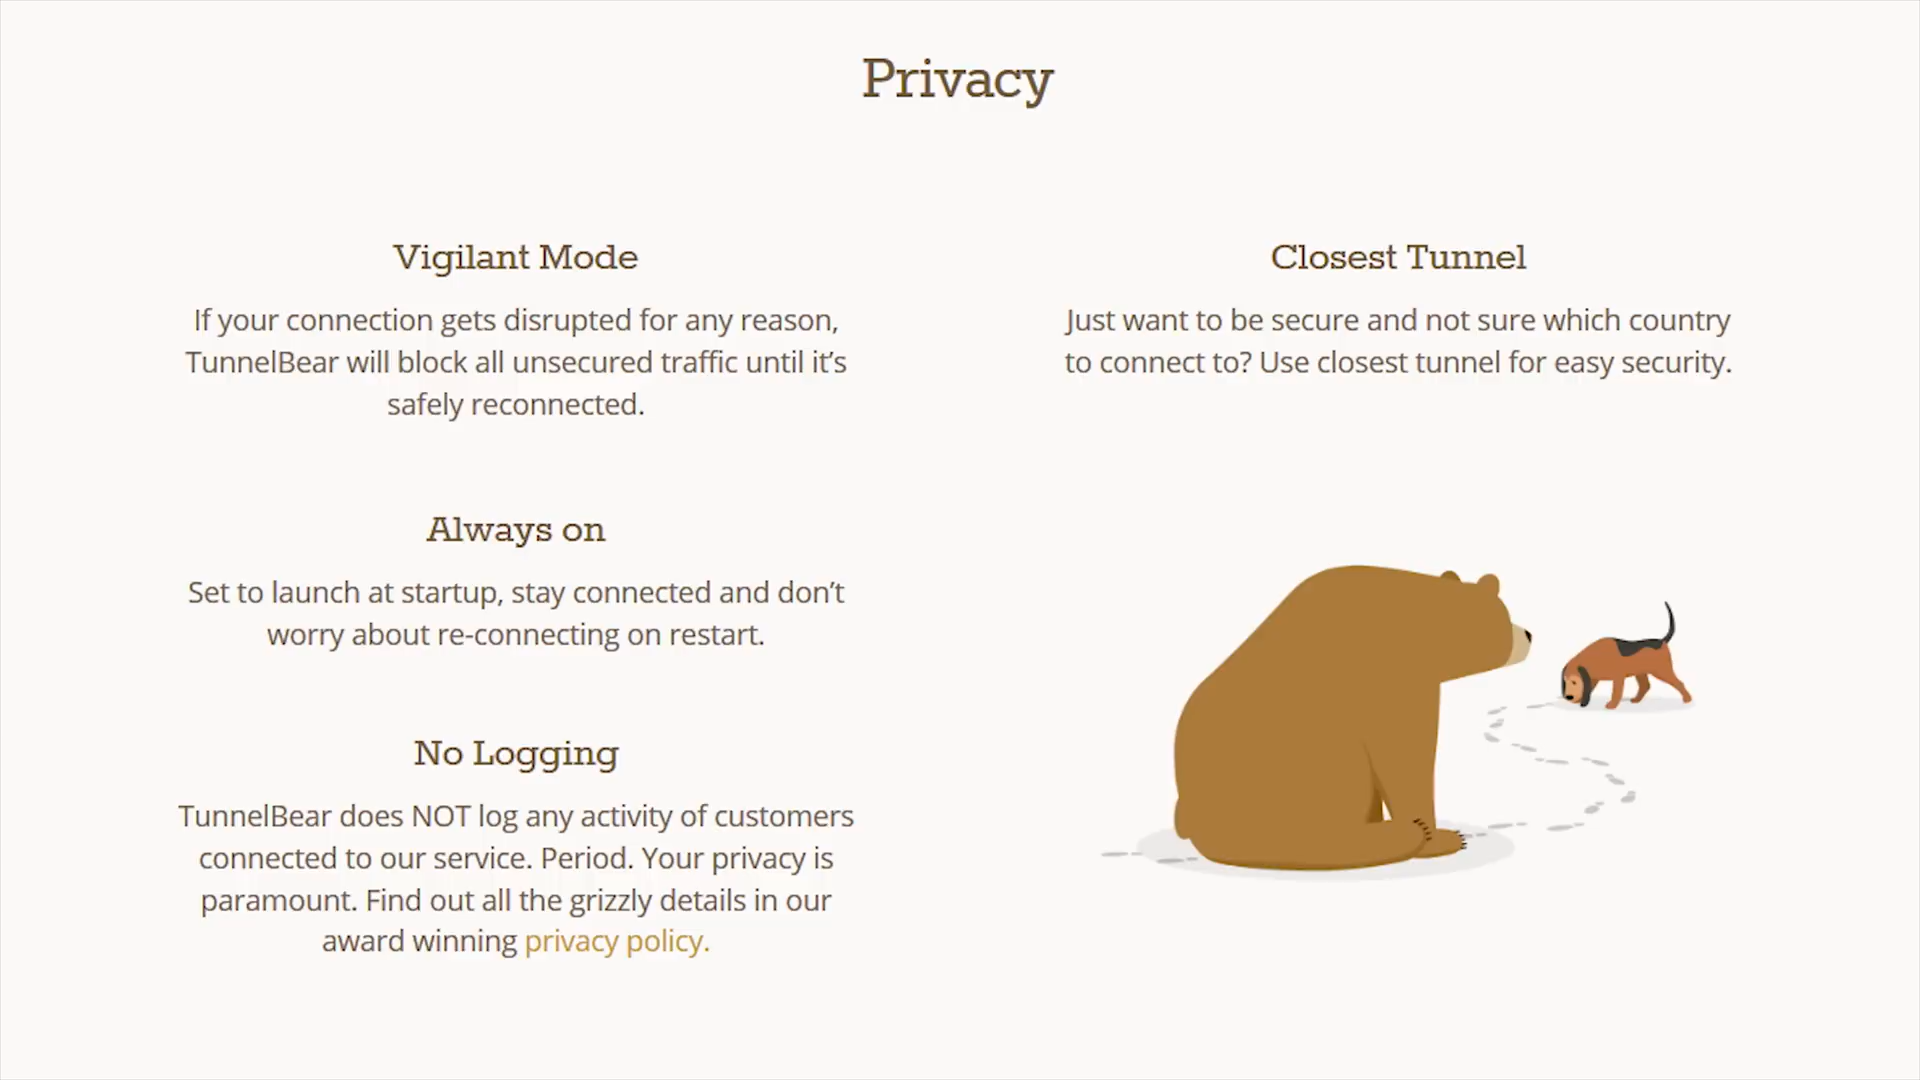 Privacy
Vigilant Mode
If your connection gets disrupted for any reason,
TunnelBear will block all unsecured traffic until it’s
safely reconnected.
Closest Tunnel
Just want to be secure and not sure which country
to connect to? Use closest tunnel for easy security.
Always on
Set to launch at startup, stay connected and don’t
worry about re-connecting on restart.
No Logging
TunnelBear does NOT log any activity of customers
connected to our service. Period. Your privacy is
paramount. Find out all the grizzly details in our
award winning privacy policy.